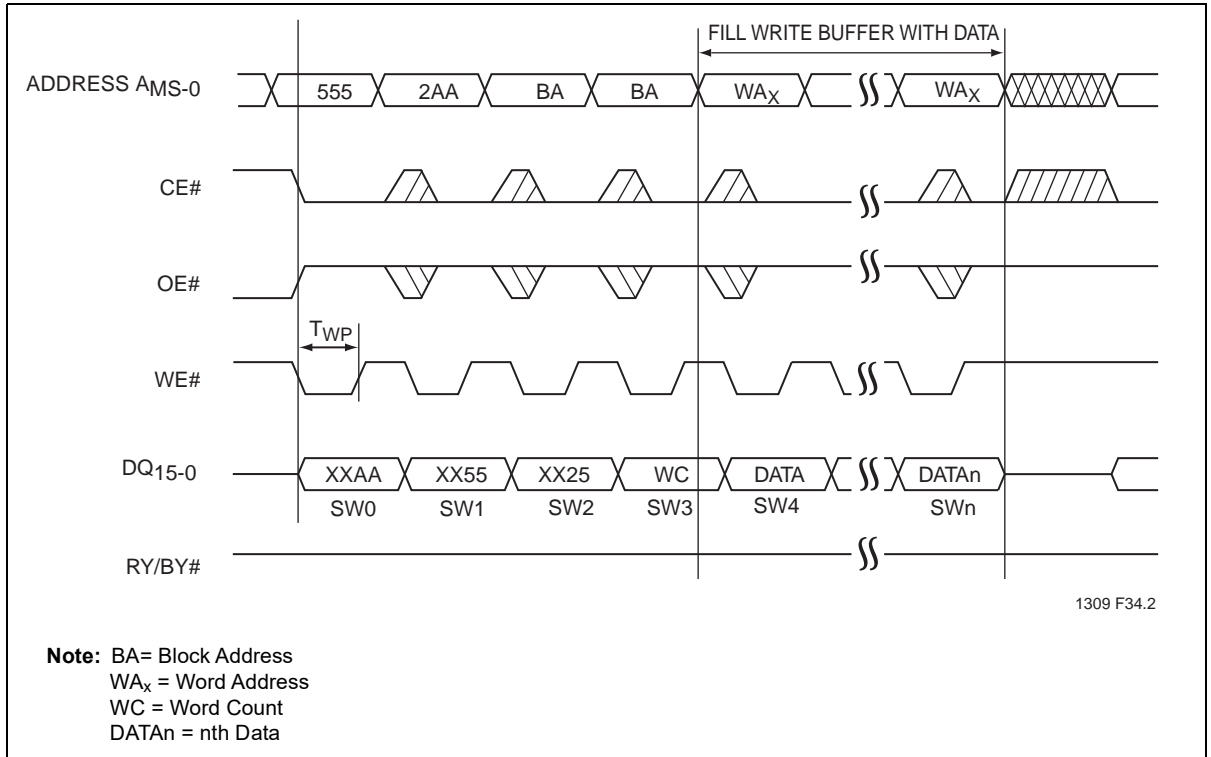 FILL WRITE BUFFER WITH DATA
ADDRESS AMS-0
555 2AA BA BA WAX WAX
CE#
OE#
TWP
WE#
DQ15-0
XXAA XX55 XX25 WC DATA DATAn
SW0 SW1 SW2 SW3 SW4 SWn
RY/BY#
1309 F34.2
Note: BA= Block Address
WAx = Word Address
WC = Word Count
DATAn = nth Data